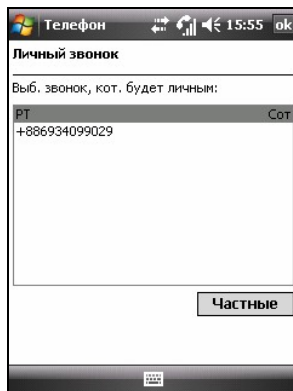 Телефон 15:55 ok
Личный звонок
Выб. звонок, кот. будет личным:
РТ Сот
+886934099029
Частные